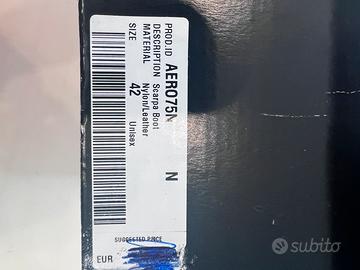 PROD.ID AERO75N N
DESCRIPTION Scarpa Boot
MATERIAL Nylon/Leather
SIZE 42 Unisex
SUGGESTED PRICE
EUR
subito